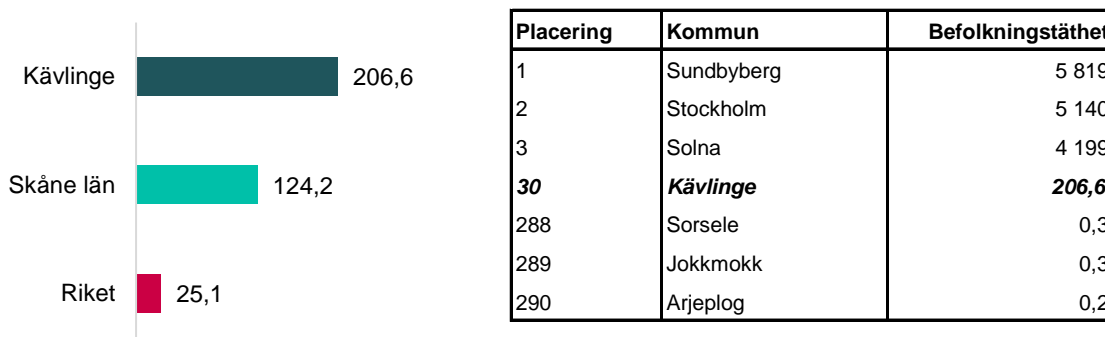 Kävlinge 206,6
Skåne län 124,2
Riket 25,1
Placering Kommun Befolkningstäthet
1 Sundbyberg 5 819
2 Stockholm 5 140
3 Solna 4 199
30 Kävlinge 206,6
288 Sorsele 0,3
289 Jokkmokk 0,3
290 Arjeplog 0,2